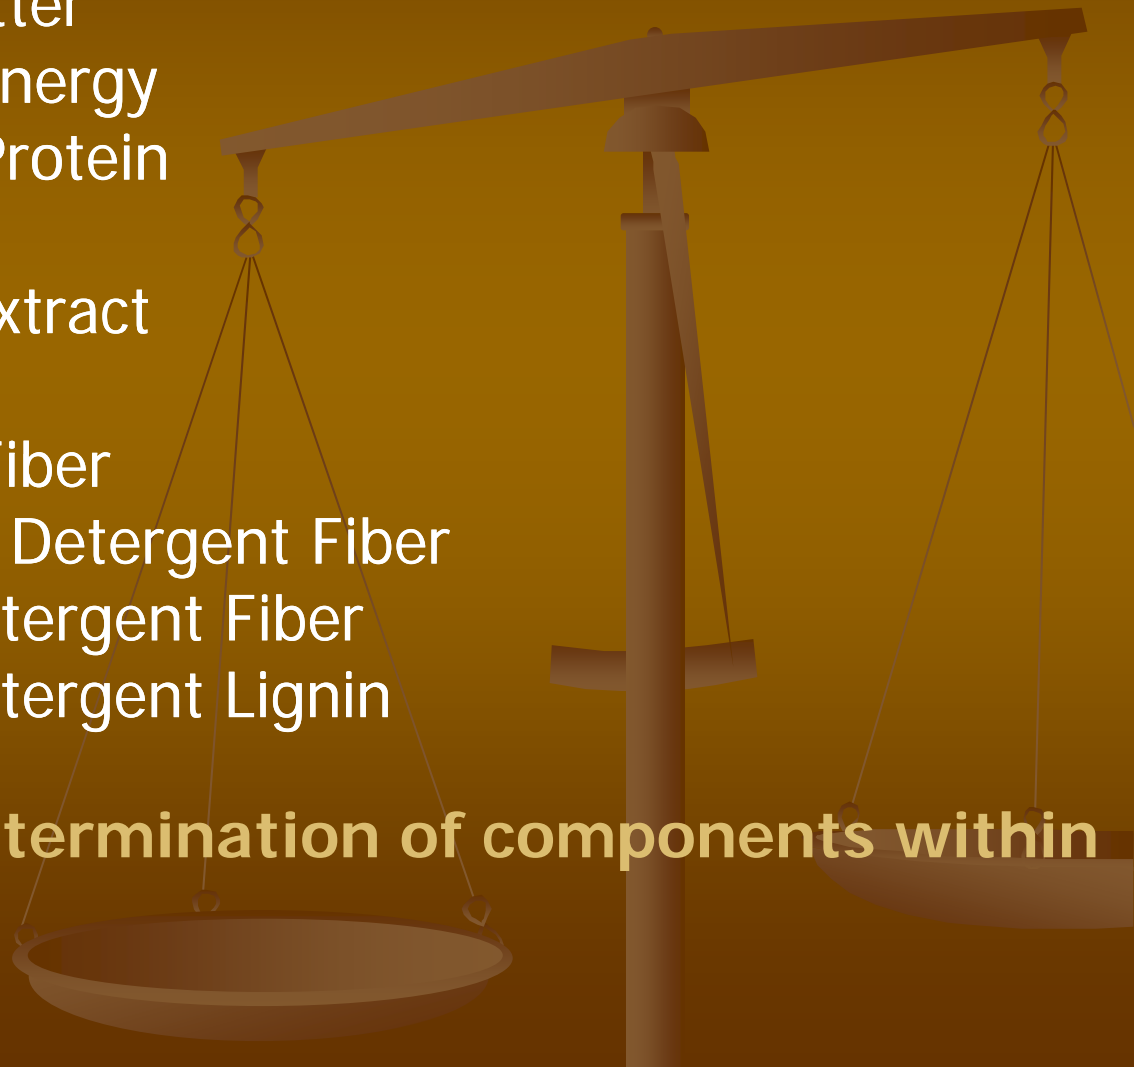 tter
nergy
Protein
xtract
Fiber
Detergent Fiber
tergent Fiber
tergent Lignin
termination of components within